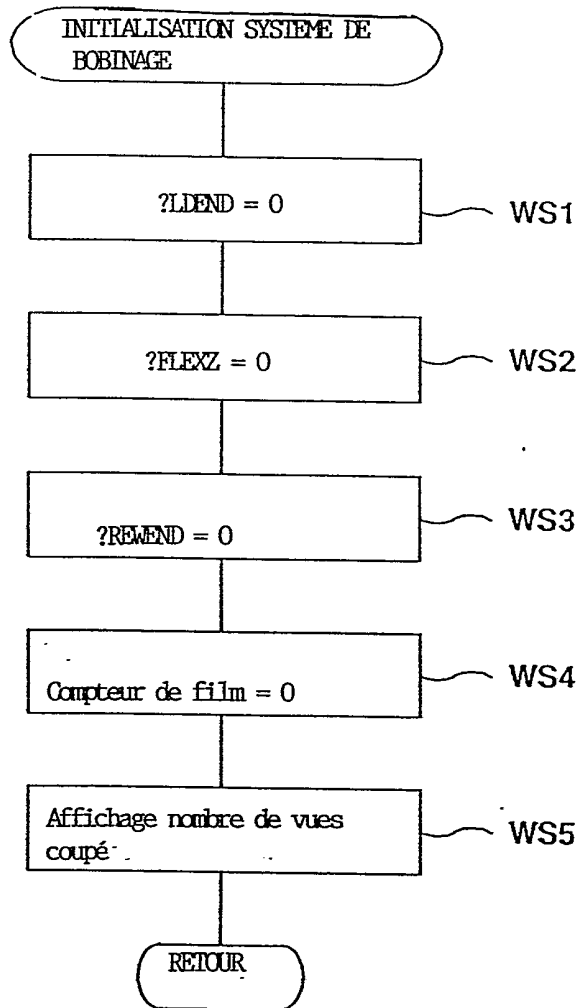 INITIALISATION SYSTEME DE
BOBINAGE
?LDEND = 0
WS1
?FLEXZ = 0
WS2
?REWEND = 0
WS3
Compteur de film = 0
WS4
Affichage nombre de vues
coupé
WS5
RETOUR